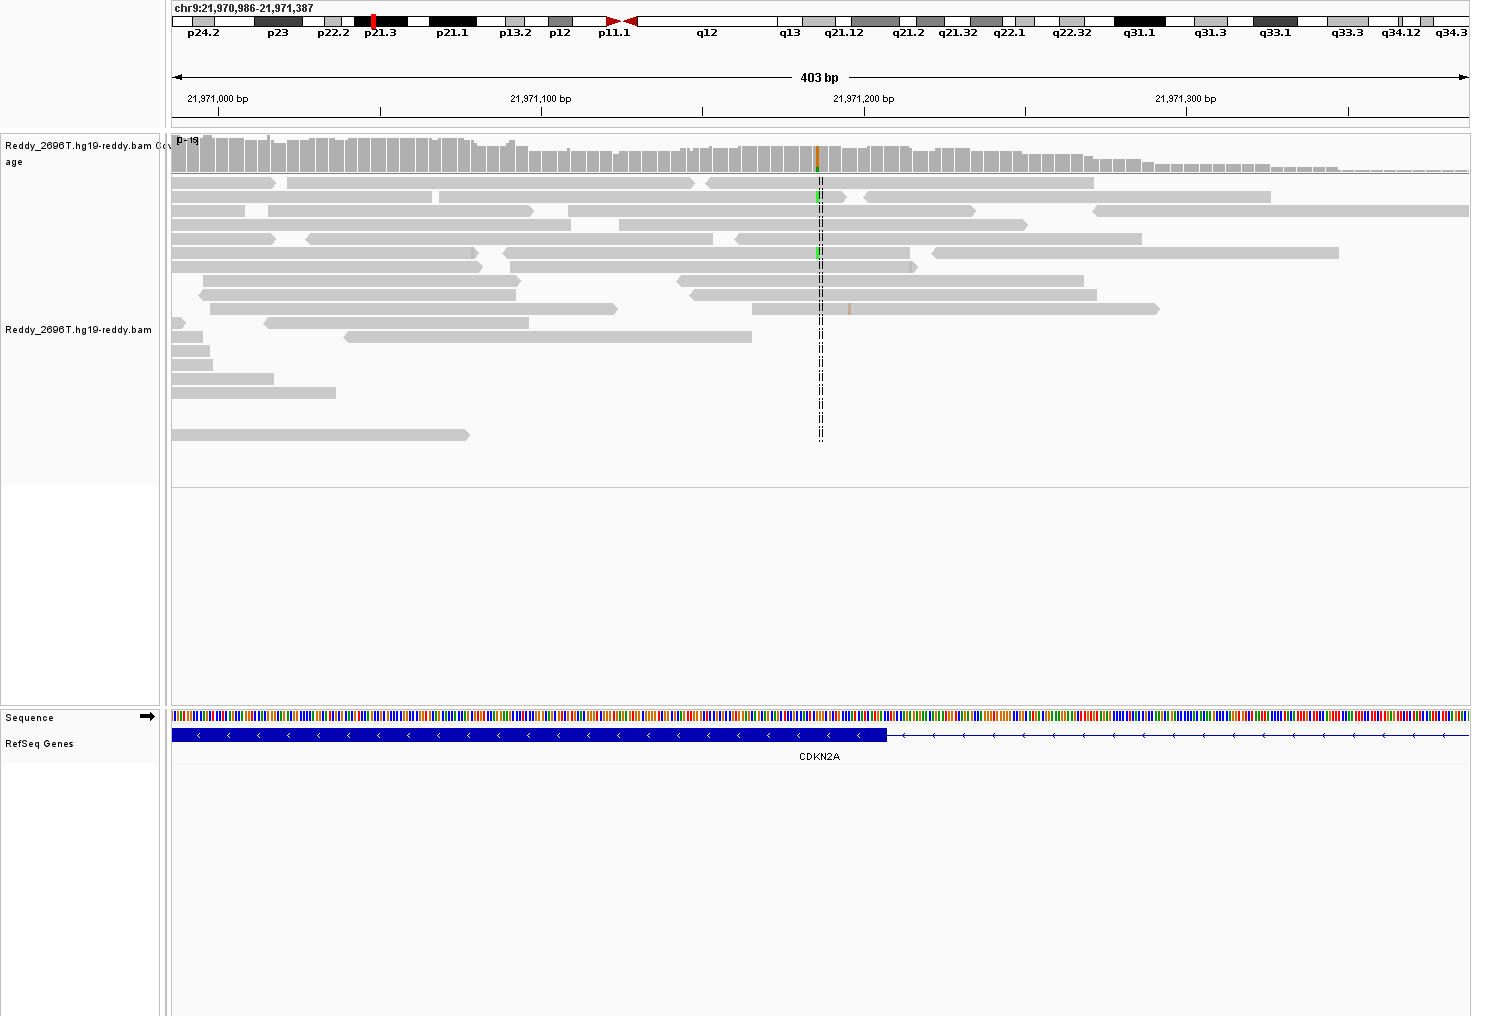 chr9:21,970,986-21,971,387
p24.2 p23 p22.2 p21.3 p21.1 p13.2 p12 p11.1 q12 q13 q21.12 q21.2 q21.32 q22.1 q22.32 q31.1 q31.3 q33.1 q33.3 q34.12 q34.3
403 bp
21,971,000 bp 21,971,100 bp 21,971,200 bp 21,971,300 bp
Reddy_2696T.hg19-reddy.bam Cov
age
[0 - 19]
Reddy_2696T.hg19-reddy.bam
Sequence
RefSeq Genes
CDKN2A